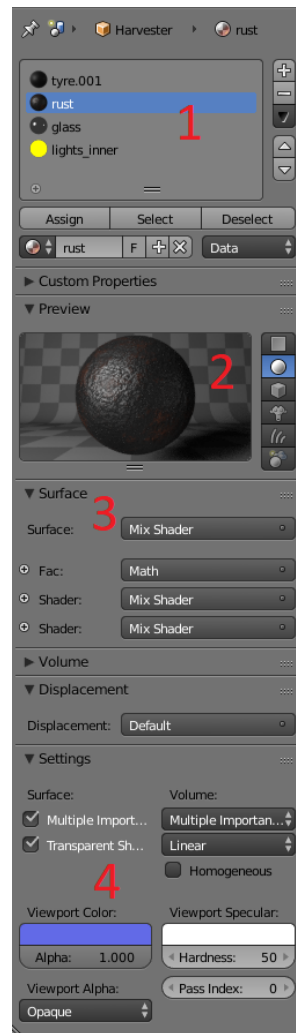 Harvester rust
tyre.001
rust
1
glass
lights_inner
Assign Select Deselect
rust F Data
Custom Properties
Preview
2
Surface
3
Surface: Mix Shader
Fac: Math
Shader: Mix Shader
Shader: Mix Shader
Volume
Displacement
Displacement: Default
Settings
Surface: Volume:
Multiple Import... Multiple Importan...
Transparent Sh... Linear
Homogeneous
4
Viewport Color: Viewport Specular:
Alpha: 1.000 Hardness: 50
Viewport Alpha: Pass Index: 0
Opaque